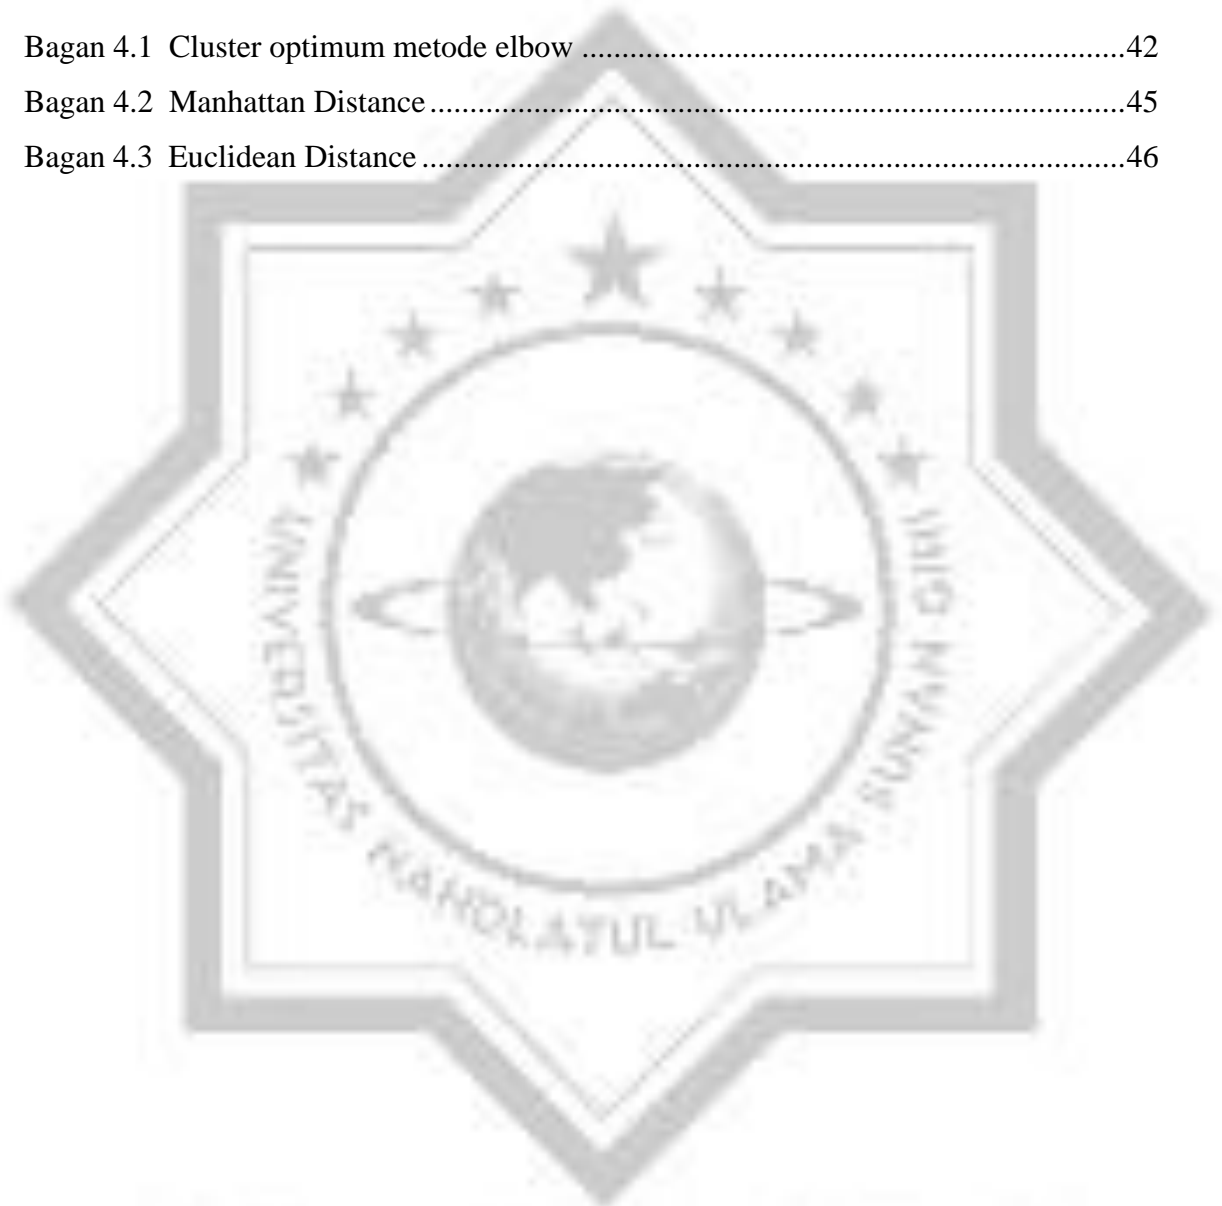 Bagan 4.1  Cluster optimum metode elbow ....................................................................42
Bagan 4.2  Manhattan Distance .......................................................................................45
Bagan 4.3  Euclidean Distance ........................................................................................46
UNIVERSITAS NAHDLATUL ULAMA SUNAN GIRI